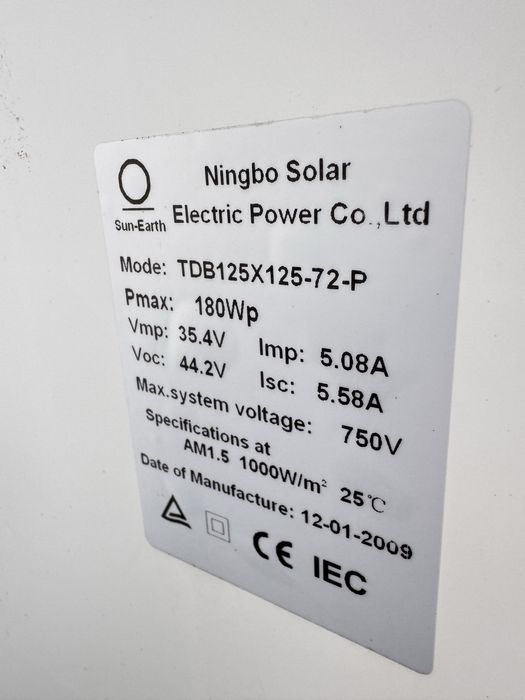 Ningbo Solar
Electric Power Co.,Ltd
Sun-Earth
Mode: TDB125X125-72-P
Pmax: 180Wp
Vmp: 35.4V Imp: 5.08A
Voc: 44.2V Isc: 5.58A
Max.system voltage: 750V
Specifications at
AM1.5 1000W/m² 25℃
Date of Manufacture: 12-01-2009
CE IEC